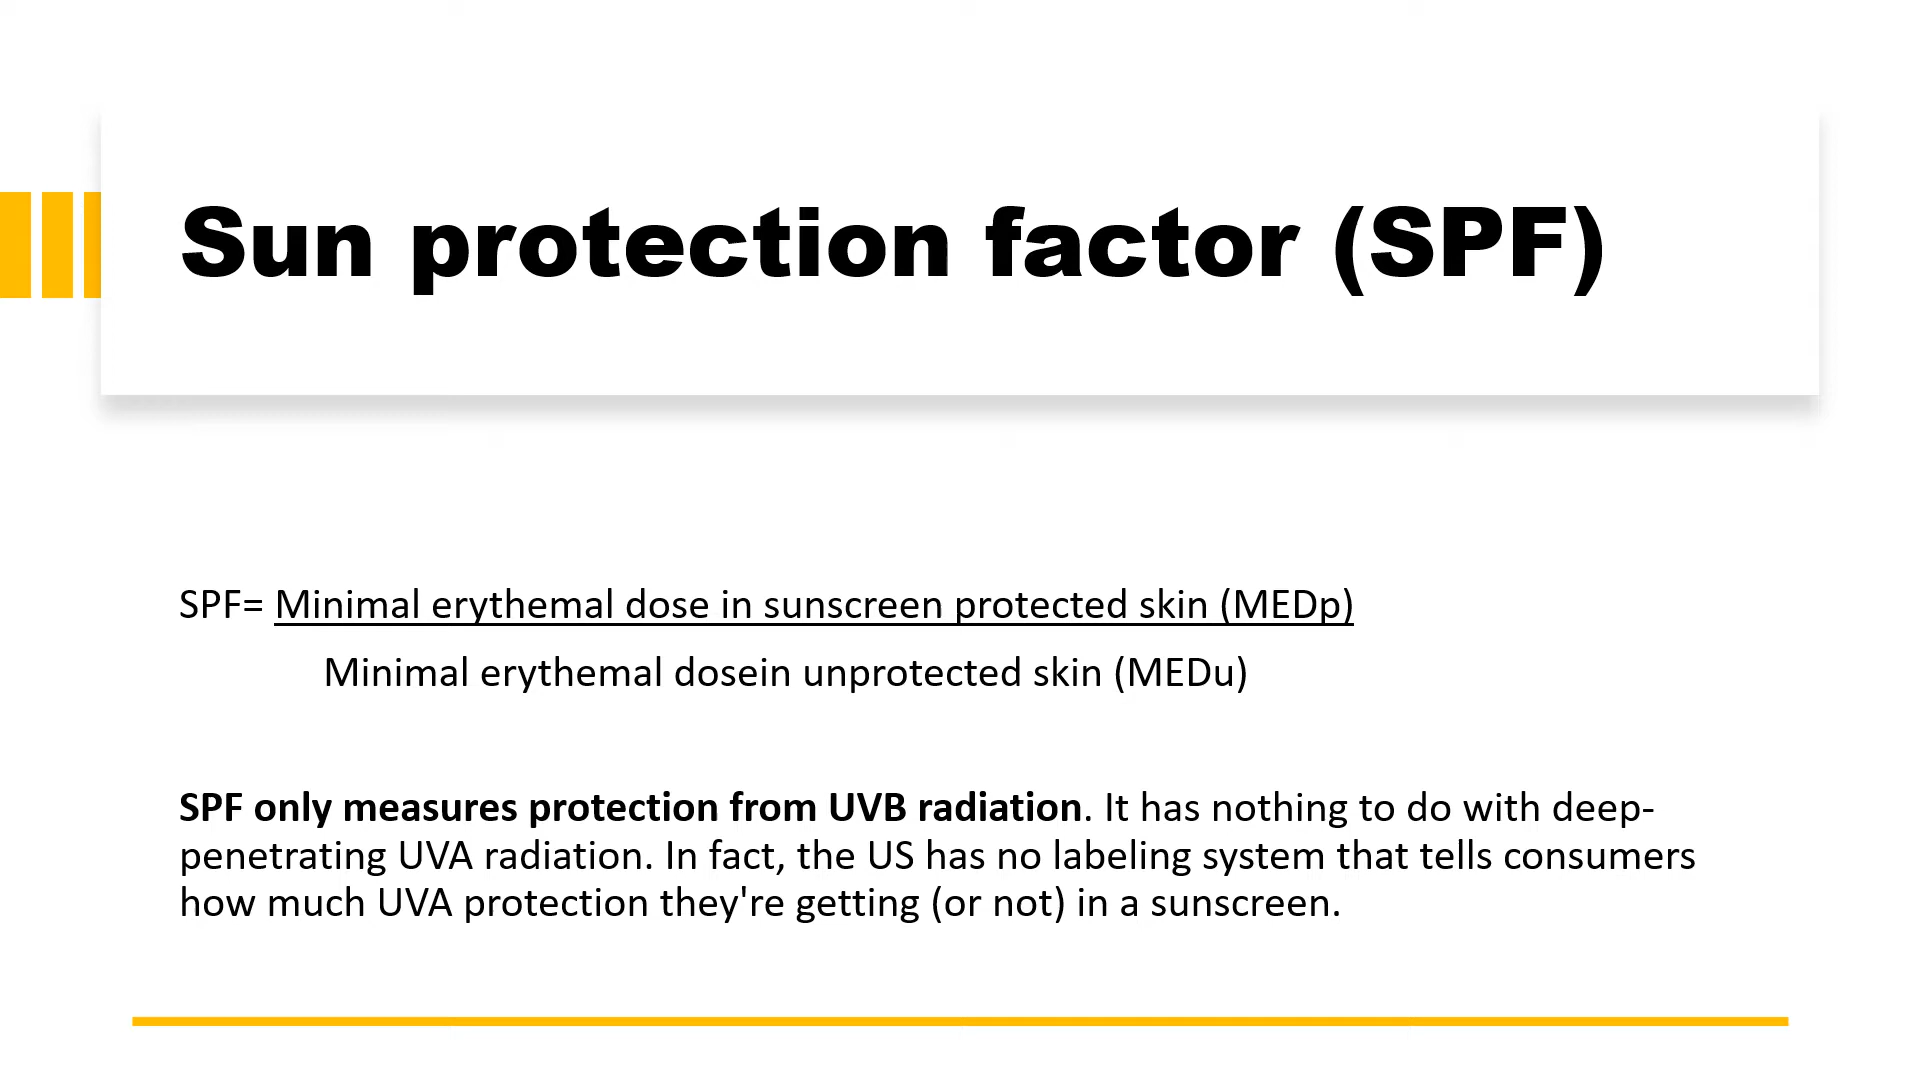 Sun protection factor (SPF)
SPF= Minimal erythemal dose in sunscreen protected skin (MEDp)
Minimal erythemal dosein unprotected skin (MEDu)
SPF only measures protection from UVB radiation. It has nothing to do with deep-
penetrating UVA radiation. In fact, the US has no labeling system that tells consumers
how much UVA protection they're getting (or not) in a sunscreen.